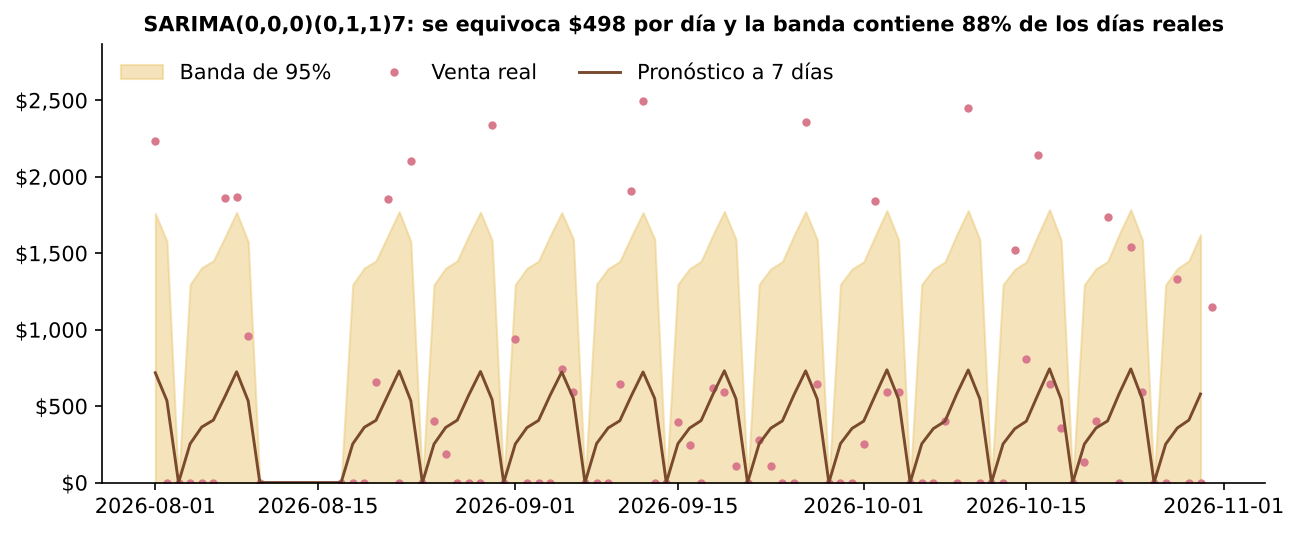 SARIMA(0,0,0)(0,1,1)7: se equivoca $498 por día y la banda contiene 88% de los días reales
Banda de 95% Venta real Pronóstico a 7 días
$2,500
$2,000
$1,500
$1,000
$500
$0
2026-08-01 2026-08-15 2026-09-01 2026-09-15 2026-10-01 2026-10-15 2026-11-01